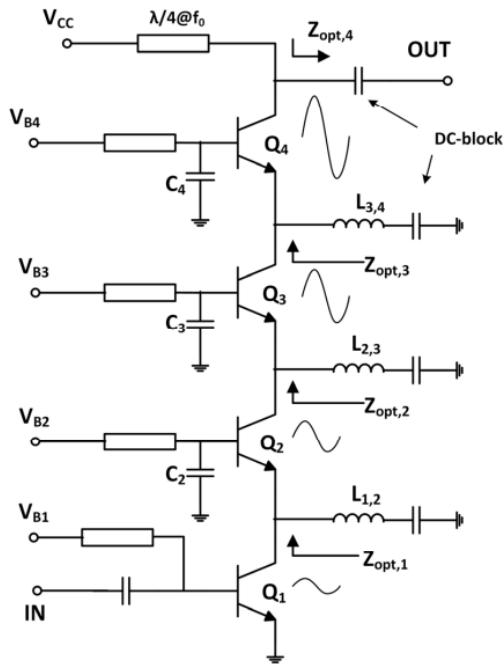 V_CC
λ/4@f₀
Z_opt,4
OUT
V_B4
Q_4
C_4
DC-block
L_3,4
Z_opt,3
V_B3
Q_3
C_3
L_2,3
Z_opt,2
V_B2
Q_2
C_2
L_1,2
V_B1
Z_opt,1
Q_1
IN